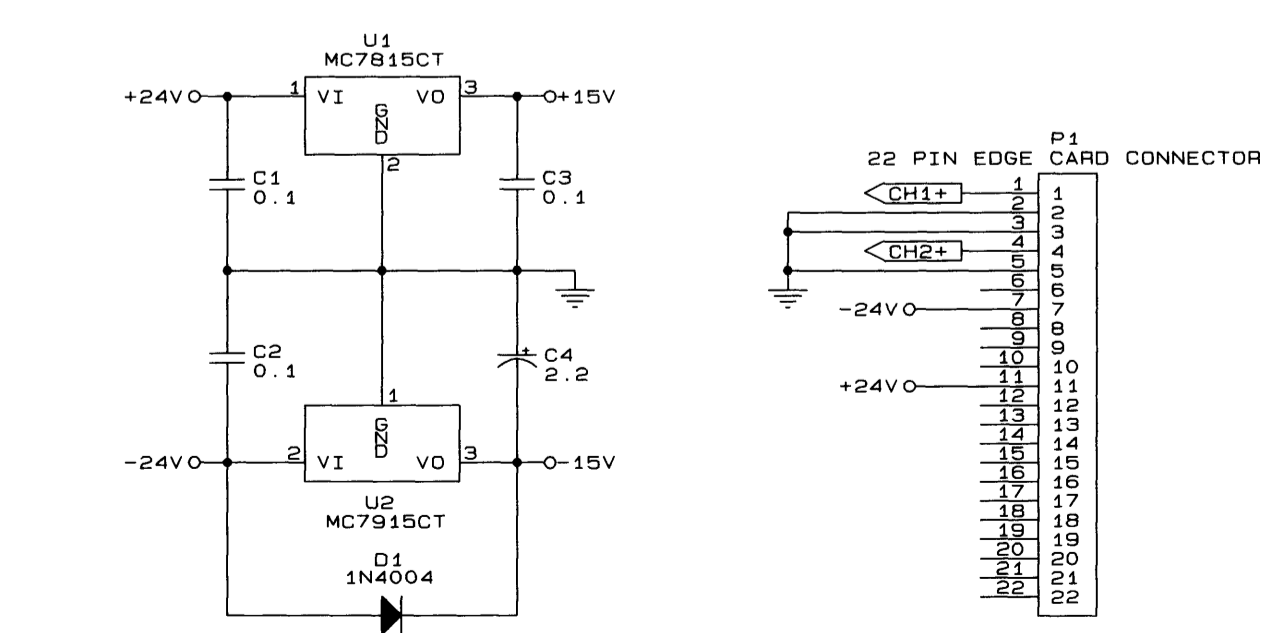 U1
MC7815CT
+24V
1
VI
GND
VO
3
+15V
2
C1
0.1
C3
0.1
C2
0.1
+
C4
2.2
1
-24V
2
VI
GND
VO
3
-15V
U2
MC7915CT
D1
1N4004
P1
22 PIN EDGE CARD CONNECTOR
CH1+ 1 1
2 2
3 3
CH2+ 4 4
5 5
6 6
-24V 7 7
8 8
9 9
10 10
+24V 11 11
12 12
13 13
14 14
15 15
16 16
17 17
18 18
19 19
20 20
21 21
22 22